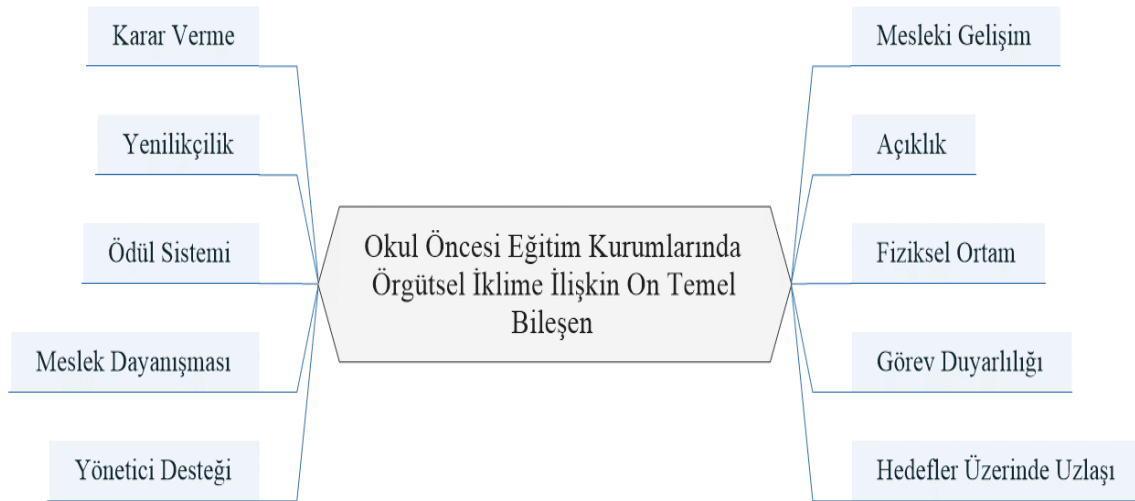 Karar Verme
Yenilikçilik
Ödül Sistemi
Meslek Dayanışması
Yönetici Desteği
Okul Öncesi Eğitim Kurumlarında
Örgütsel İklime İlişkin On Temel
Bileşen
Mesleki Gelişim
Açıklık
Fiziksel Ortam
Görev Duyarlılığı
Hedefler Üzerinde Uzlaşı